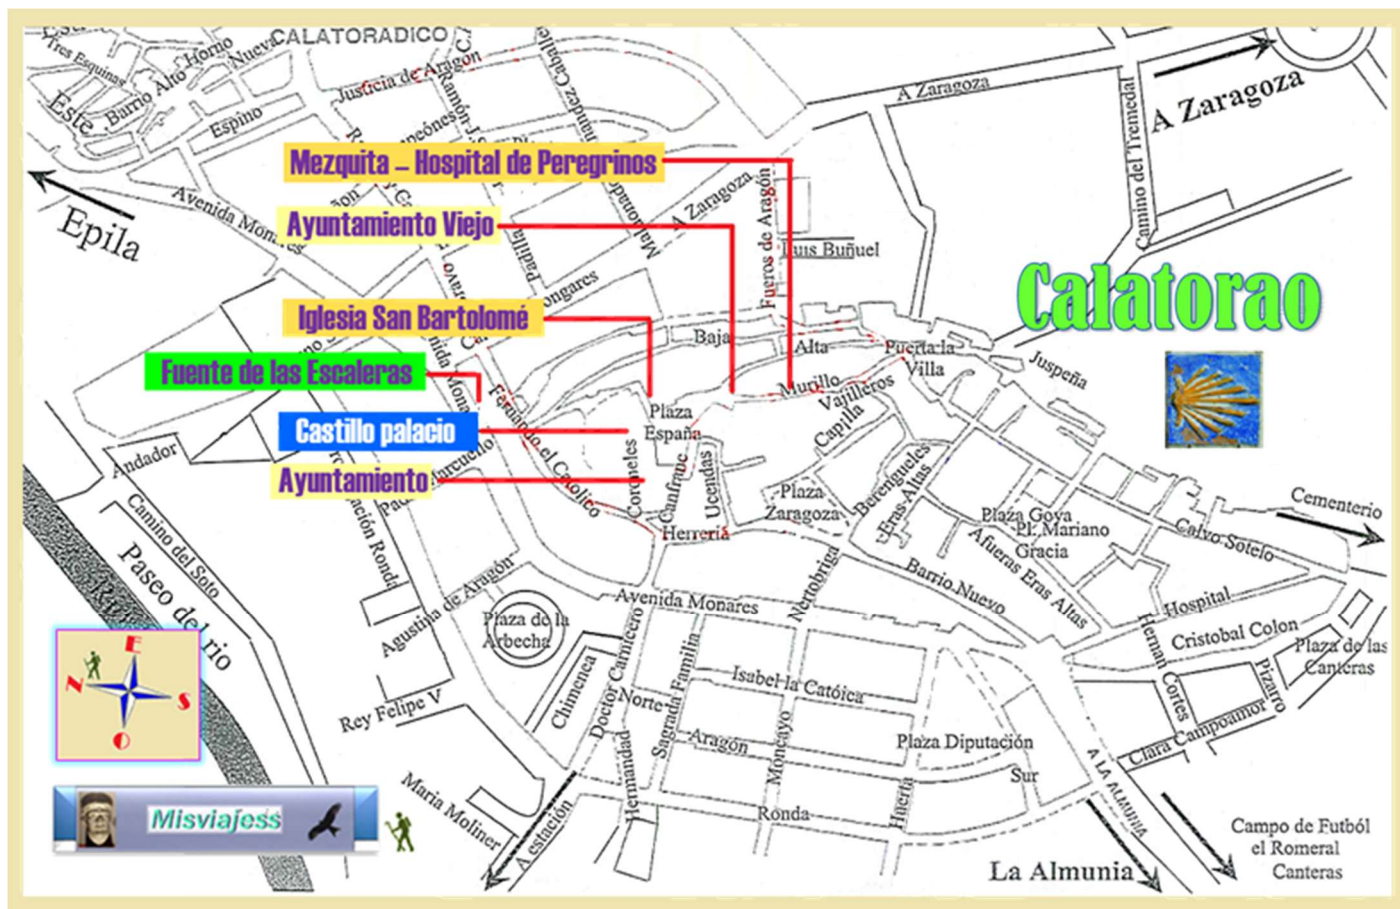 CALATORADICO
Tres Esquinas
Barrio Alto
Horno
Nueva
Este
Espino
Justicia de Aragón
A Zaragoza
A Zaragoza
Camino del Tremedal
Mezquita – Hospital de Peregrinos
Epila
Avenida Monares
Ayuntamiento Viejo
Padilla
A Zaragoza
Fueros de Aragón
Luis Buñuel
Calatorao
Iglesia San Bartolomé
Baja
Alta
Puerta la
Villa
Juspeña
Fuente de las Escaleras
Murillo
Vajilleros
Capilla
Castillo palacio
Plaza
España
Fernando el Catolico
Coroneles
Canfranc
Ucendas
Ayuntamiento
Plaza
Zaragoza
Berengueles
Eras Altas
Plaza Goya
Pl. Mariano
Gracia
Afueras Eras Altas
Calvo Sotelo
Cementerio
Andador
Camino del Soto
Paseo del rio
Ronda
Herreria
Nertobriga
Barrio Nuevo
Hospital
Cristobal Colon
Plaza de las
Canteras
Agustina de Aragón
Plaza de la
Arbecha
Avenida Monares
Hernan Cortes
Pizarro
Clara Campoamor
Rey Felipe V
Chimenea
Doctor Carnicero
Norte
Sagrada Familia
Isabel la Catóica
Aragón
Moncayo
Plaza Diputación
Sur
Huerta
Ronda
Hermandad
Maria Moliner
A estación
A LA ALMUNIA
La Almunia
Campo de Futból
el Romeral
Canteras
E
N
S
O
Misviajess